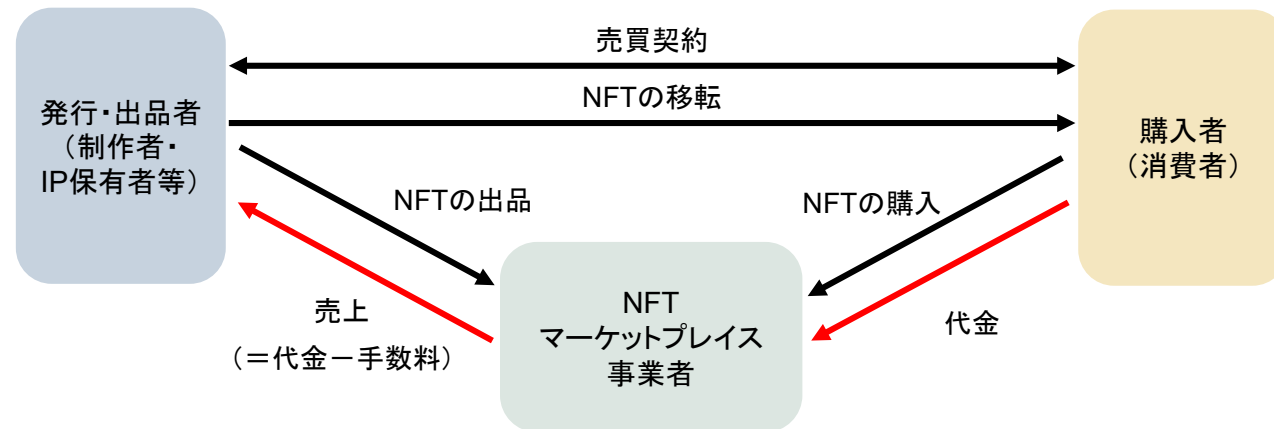 売買契約
NFTの移転
発行・出品者
（制作者・
IP保有者等）
購入者
（消費者）
NFTの出品
NFTの購入
NFT
マーケットプレイス
事業者
売上
（＝代金－手数料）
代金